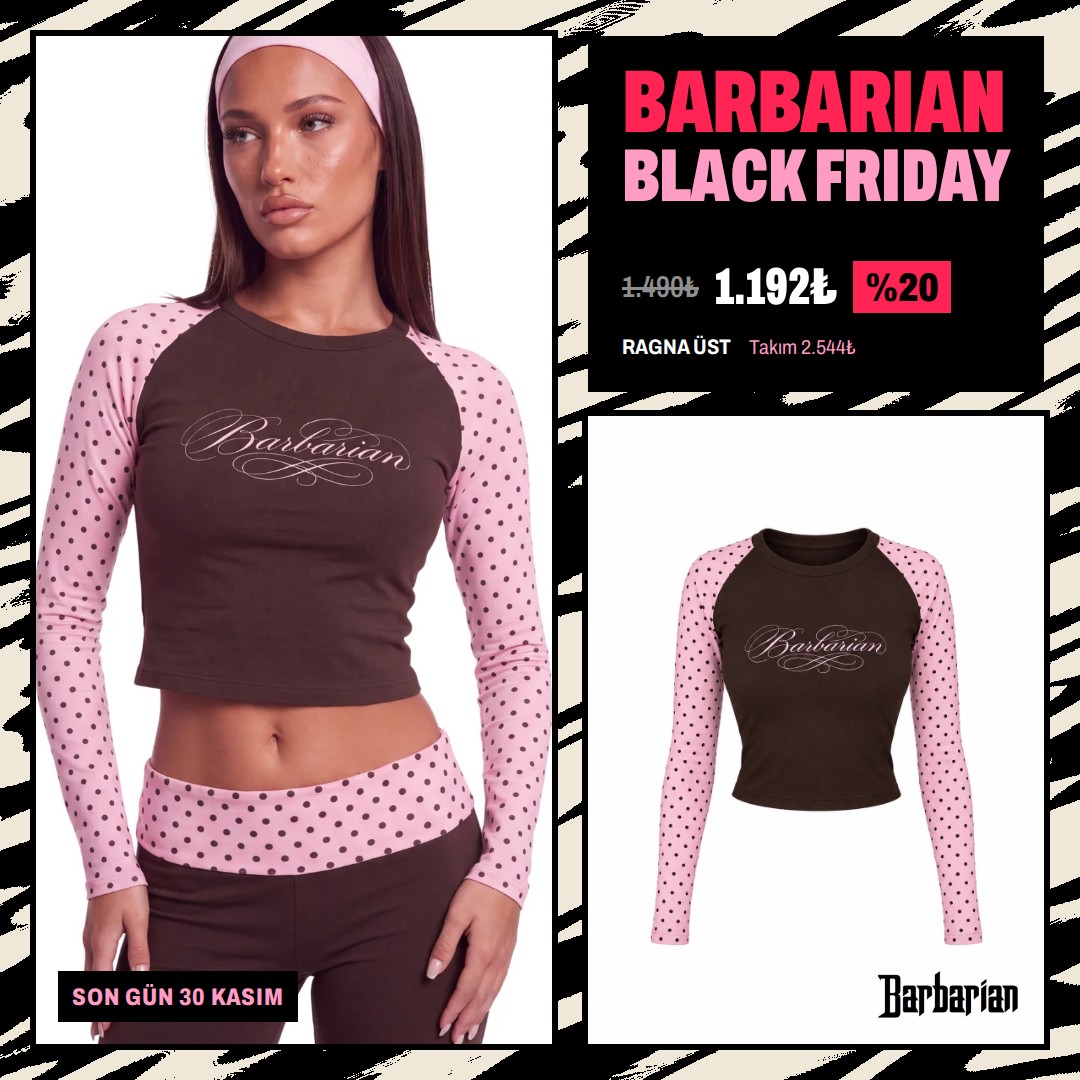 BARBARIAN
BLACK FRIDAY
1.490₺ 1.192₺ %20
RAGNA ÜST Takım 2.544₺
Barbarian
Barbarian
SON GÜN 30 KASIM
Barbarian